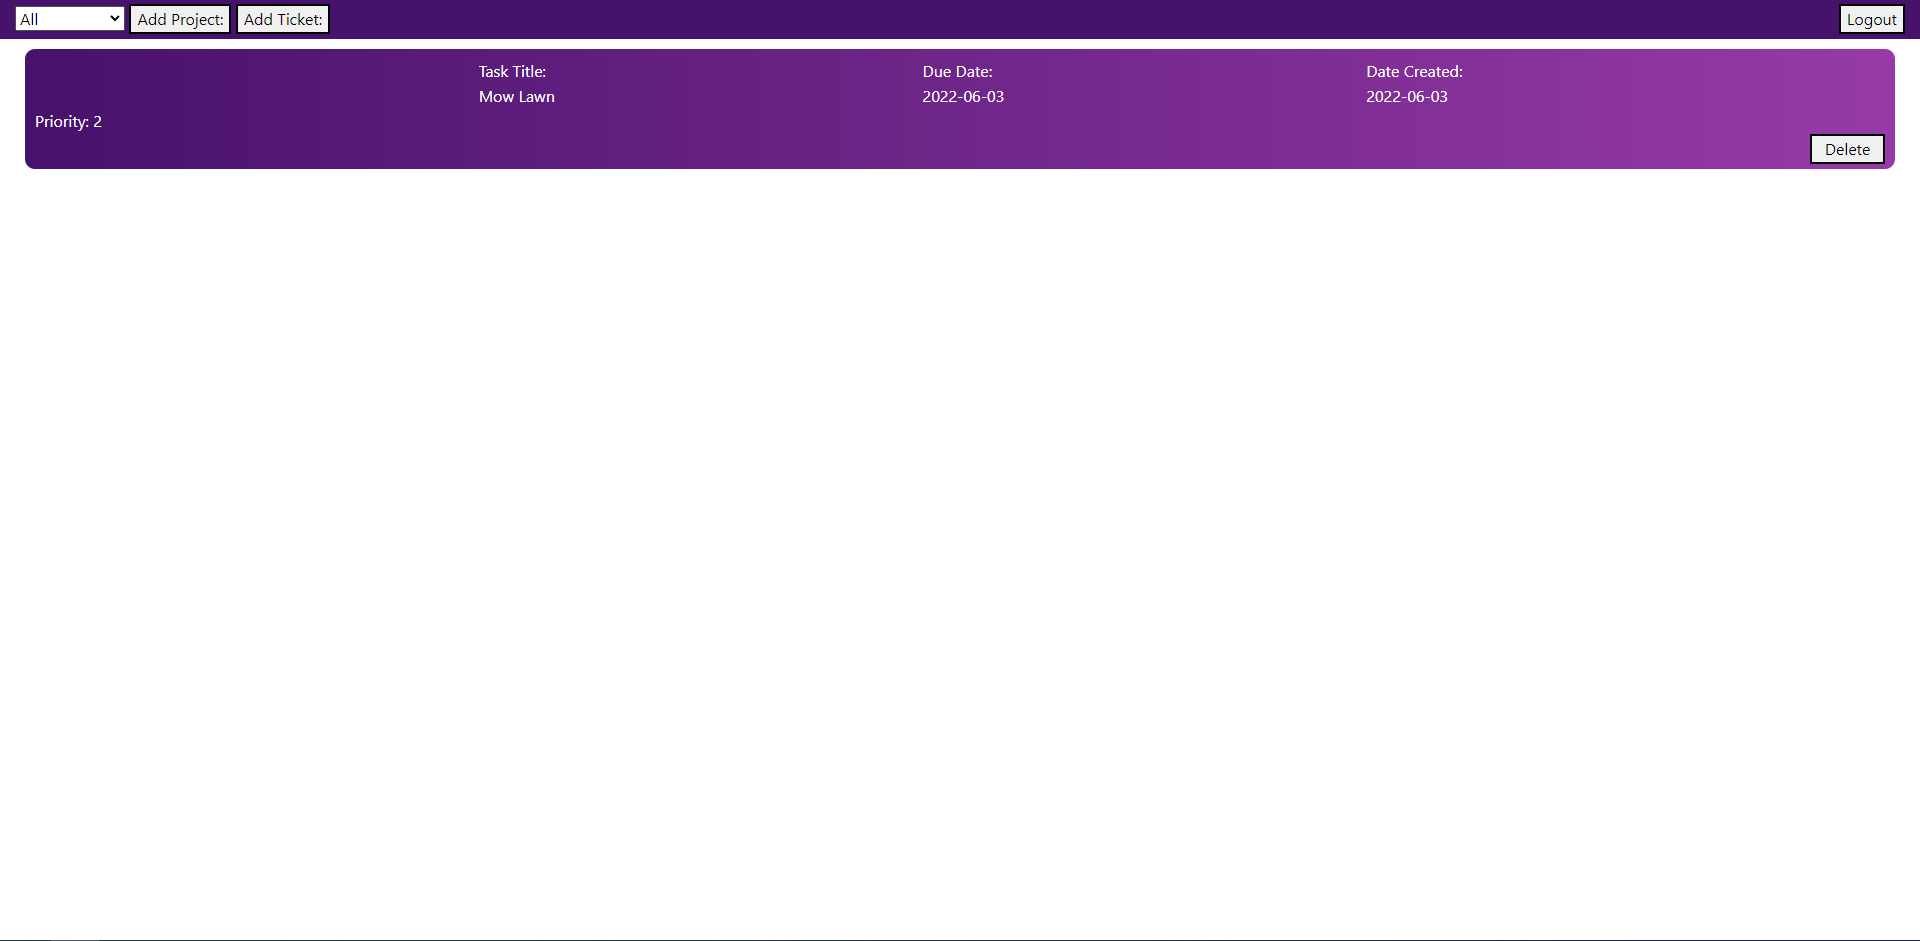 All Add Project: Add Ticket: Logout
Task Title: Due Date: Date Created:
Mow Lawn 2022-06-03 2022-06-03
Priority: 2
Delete